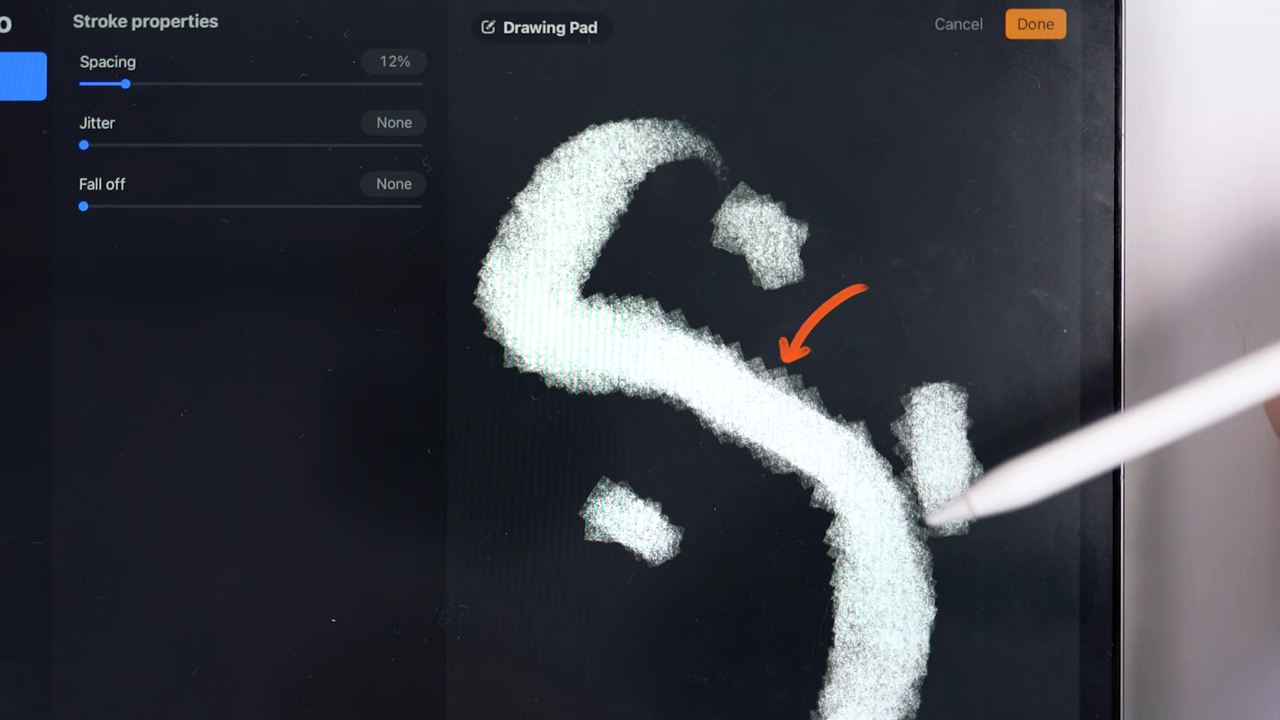 Stroke properties
Spacing
12%
Jitter
None
Fall off
None
Drawing Pad
Cancel
Done